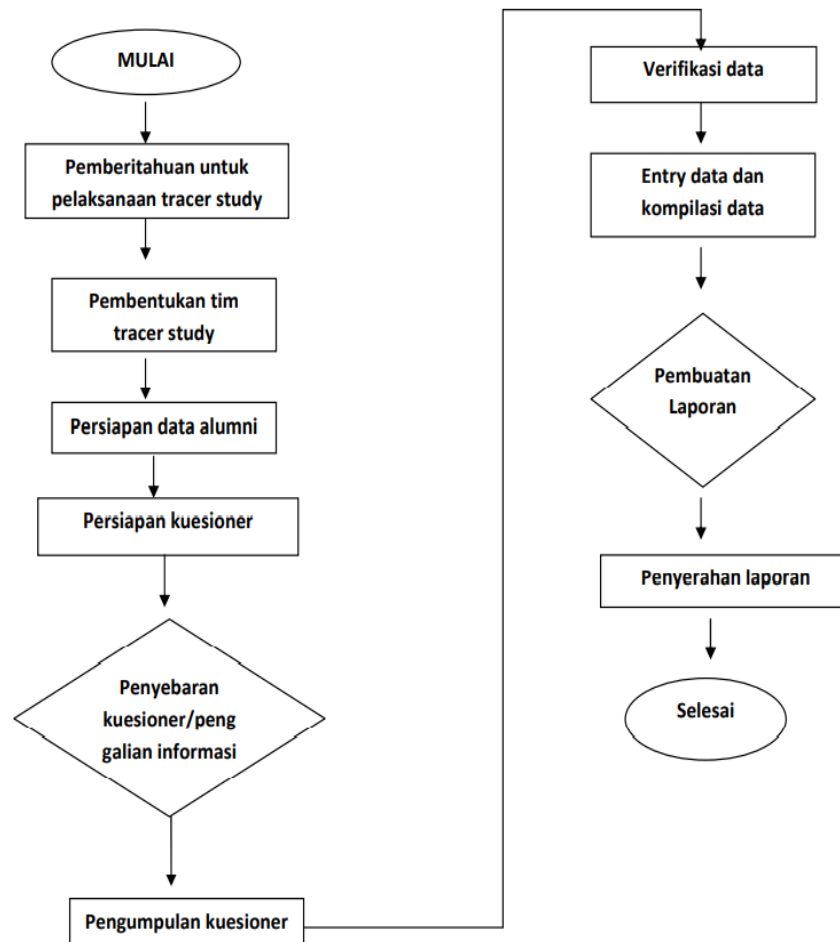 MULAI
Pemberitahuan untuk
pelaksanaan tracer study
Pembentukan tim
tracer study
Persiapan data alumni
Persiapan kuesioner
Penyebaran
kuesioner/peng
galian informasi
Pengumpulan kuesioner
Verifikasi data
Entry data dan
kompilasi data
Pembuatan
Laporan
Penyerahan laporan
Selesai